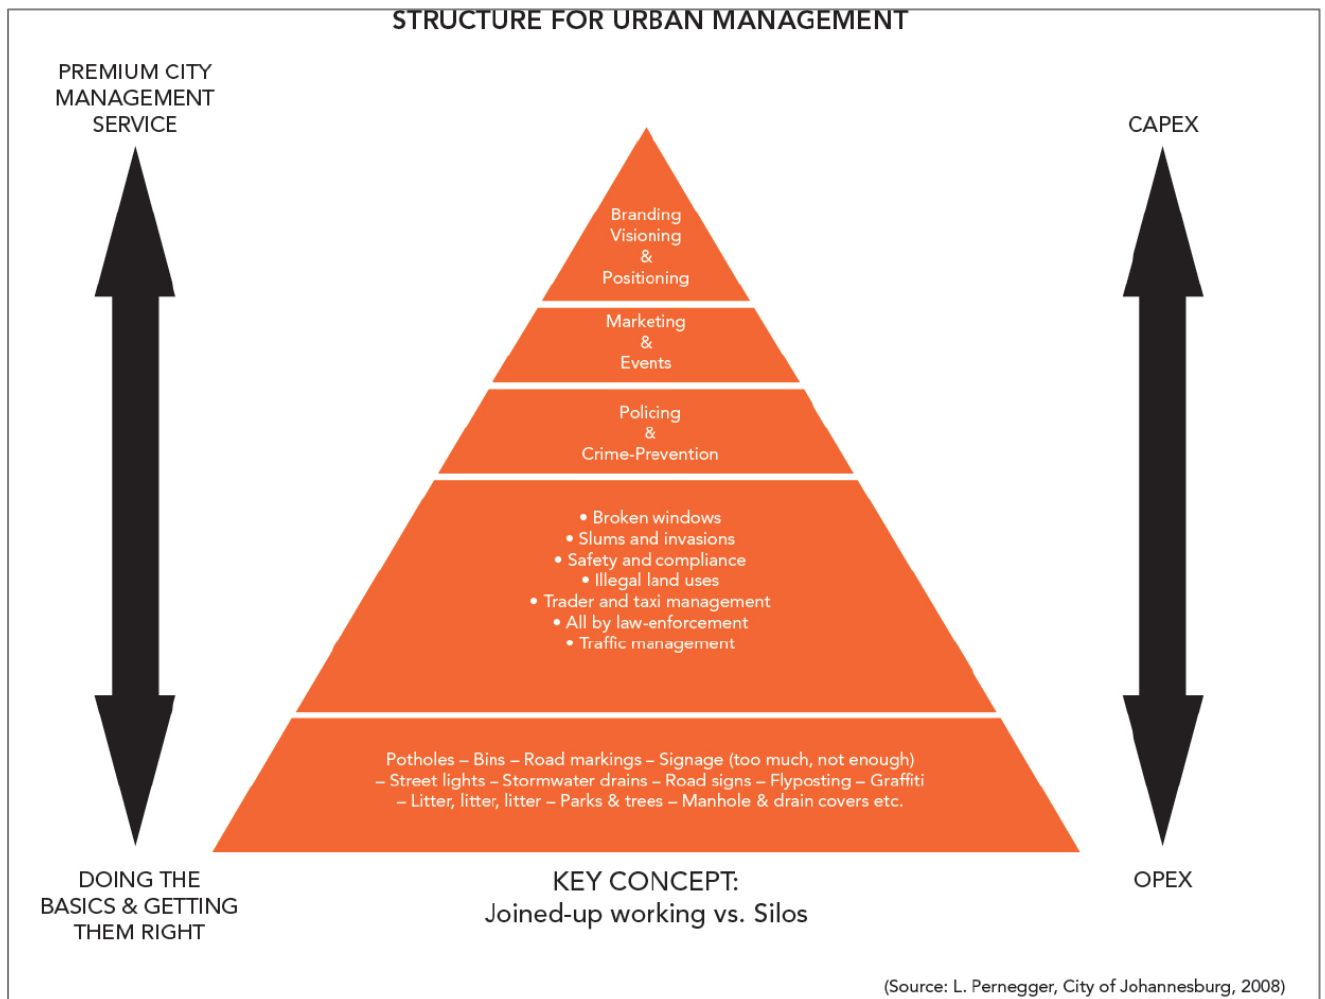 STRUCTURE FOR URBAN MANAGEMENT
PREMIUM CITY
MANAGEMENT
SERVICE
CAPEX
Branding
Visioning
&
Positioning
Marketing
&
Events
Policing
&
Crime-Prevention
• Broken windows
• Slums and invasions
• Safety and compliance
• Illegal land uses
• Trader and taxi management
• All by law-enforcement
• Traffic management
Potholes – Bins – Road markings – Signage (too much, not enough)
– Street lights – Stormwater drains – Road signs – Flyposting – Graffiti
– Litter, litter, litter – Parks & trees – Manhole & drain covers etc.
DOING THE
BASICS & GETTING
THEM RIGHT
KEY CONCEPT:
Joined-up working vs. Silos
OPEX
(Source: L. Pernegger, City of Johannesburg, 2008)